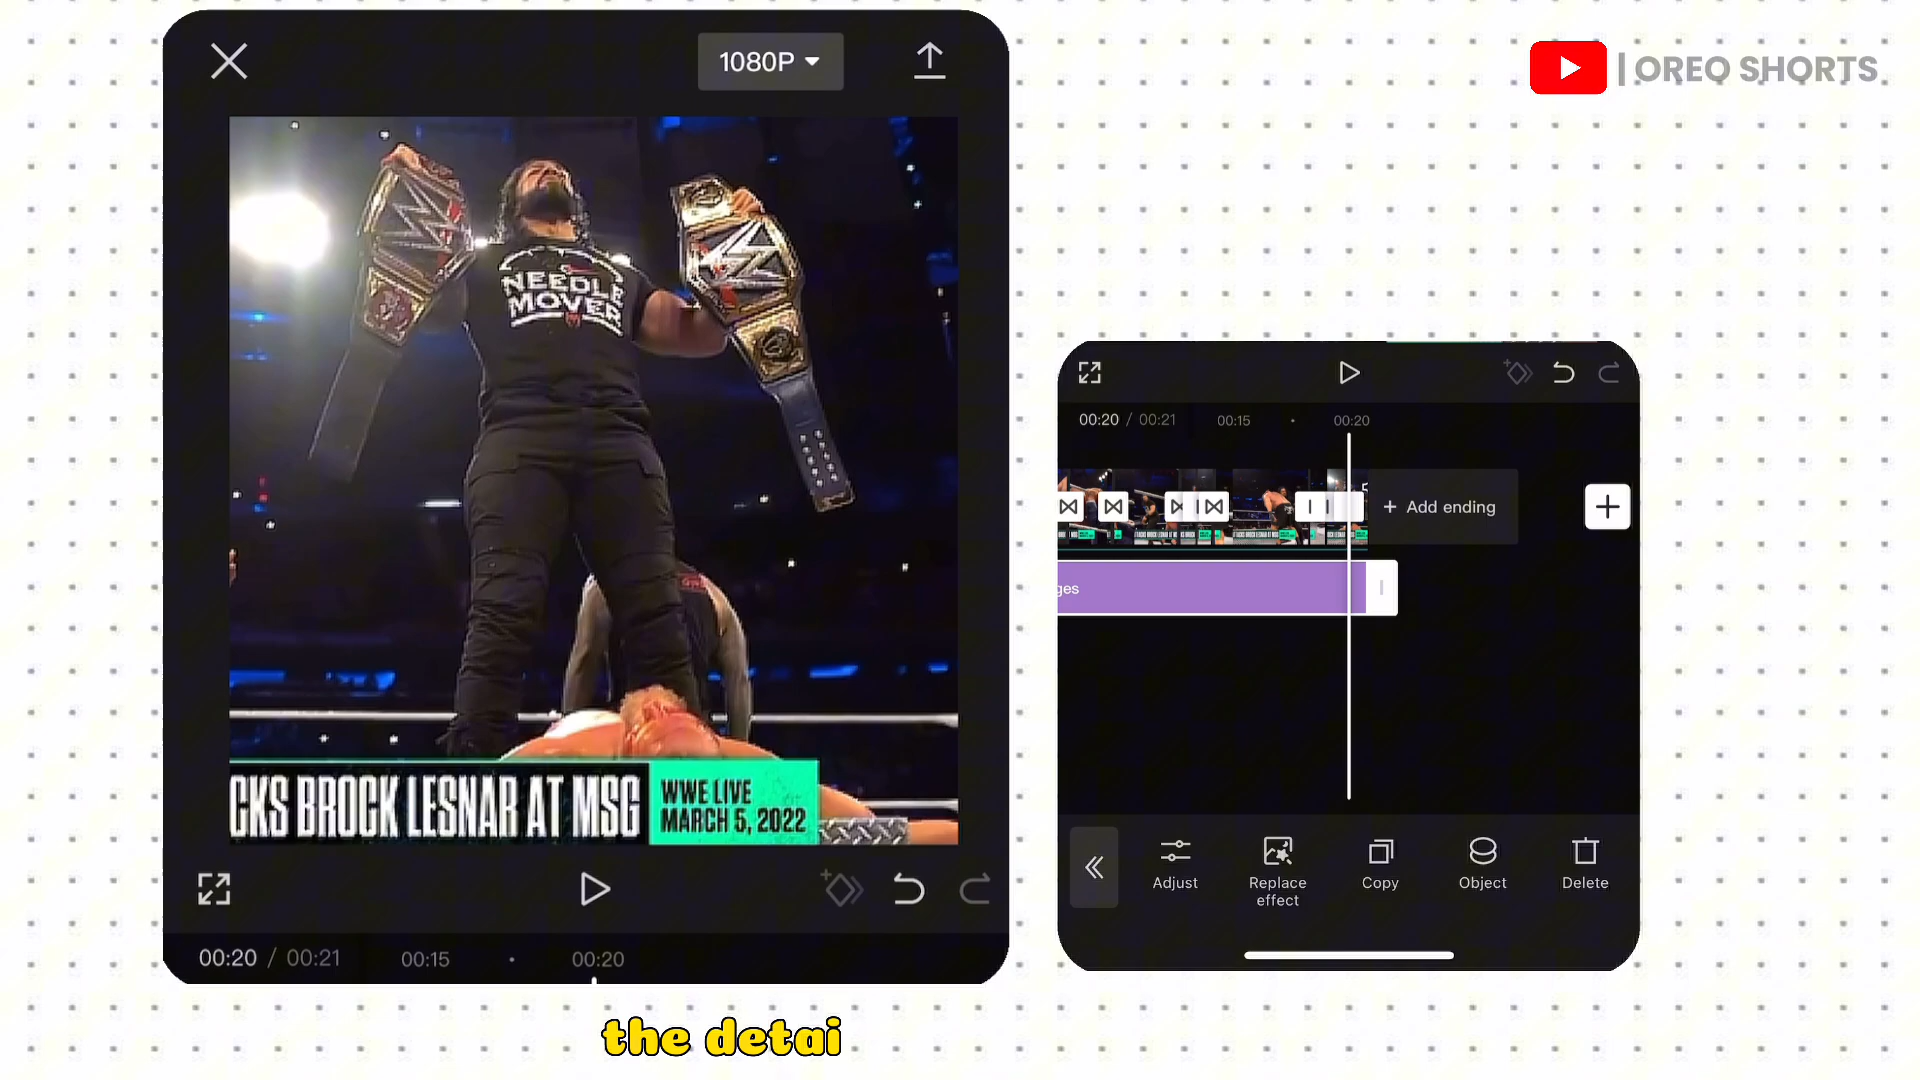 1080P
| OREO SHORTS
NEEDLE
MOVER
CKS BROCK LESNAR AT MSG
WWE LIVE
MARCH 5, 2022
00:20 / 00:21
00:15
00:20
00:20 / 00:21
00:15
00:20
+ Add ending
ges
Adjust
Replace
effect
Copy
Object
Delete
the detai